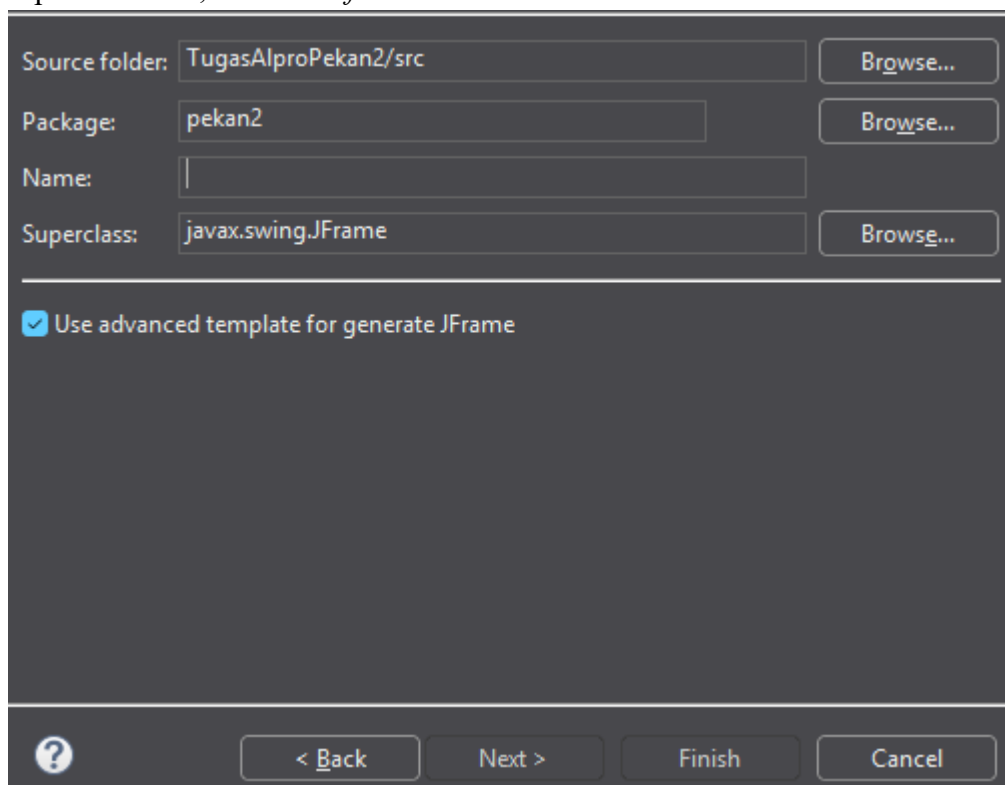 Source folder: TugasAlproPekan2/src Browse...
Package: pekan2 Browse...
Name:
Superclass: javax.swing.JFrame Browse...
Use advanced template for generate JFrame
? < Back Next > Finish Cancel